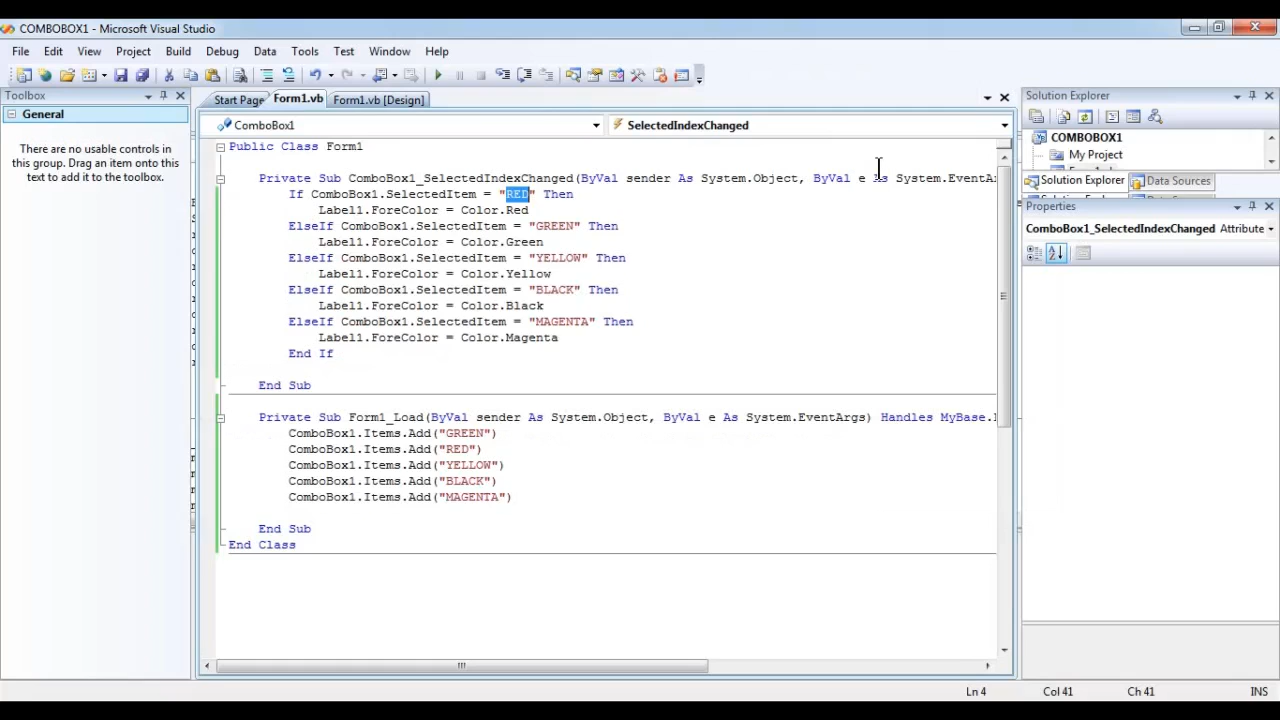 COMBOBOX1 - Microsoft Visual Studio
File Edit View Project Build Debug Data Tools Test Window Help
Toolbox
General
There are no usable controls in
this group. Drag an item onto this
text to add it to the toolbox.
Start Page Form1.vb Form1.vb [Design]
ComboBox1 SelectedIndexChanged
Public Class Form1
Private Sub ComboBox1_SelectedIndexChanged(ByVal sender As System.Object, ByVal e As System.EventAr
If ComboBox1.SelectedItem = "RED" Then
Label1.ForeColor = Color.Red
ElseIf ComboBox1.SelectedItem = "GREEN" Then
Label1.ForeColor = Color.Green
ElseIf ComboBox1.SelectedItem = "YELLOW" Then
Label1.ForeColor = Color.Yellow
ElseIf ComboBox1.SelectedItem = "BLACK" Then
Label1.ForeColor = Color.Black
ElseIf ComboBox1.SelectedItem = "MAGENTA" Then
Label1.ForeColor = Color.Magenta
End If
End Sub
Private Sub Form1_Load(ByVal sender As System.Object, ByVal e As System.EventArgs) Handles MyBase.
ComboBox1.Items.Add("GREEN")
ComboBox1.Items.Add("RED")
ComboBox1.Items.Add("YELLOW")
ComboBox1.Items.Add("BLACK")
ComboBox1.Items.Add("MAGENTA")
End Sub
End Class
Solution Explorer
COMBOBOX1
My Project
Solution Explorer Data Sources
Properties
ComboBox1_SelectedIndexChanged Attribute
Ln 4 Col 41 Ch 41 INS